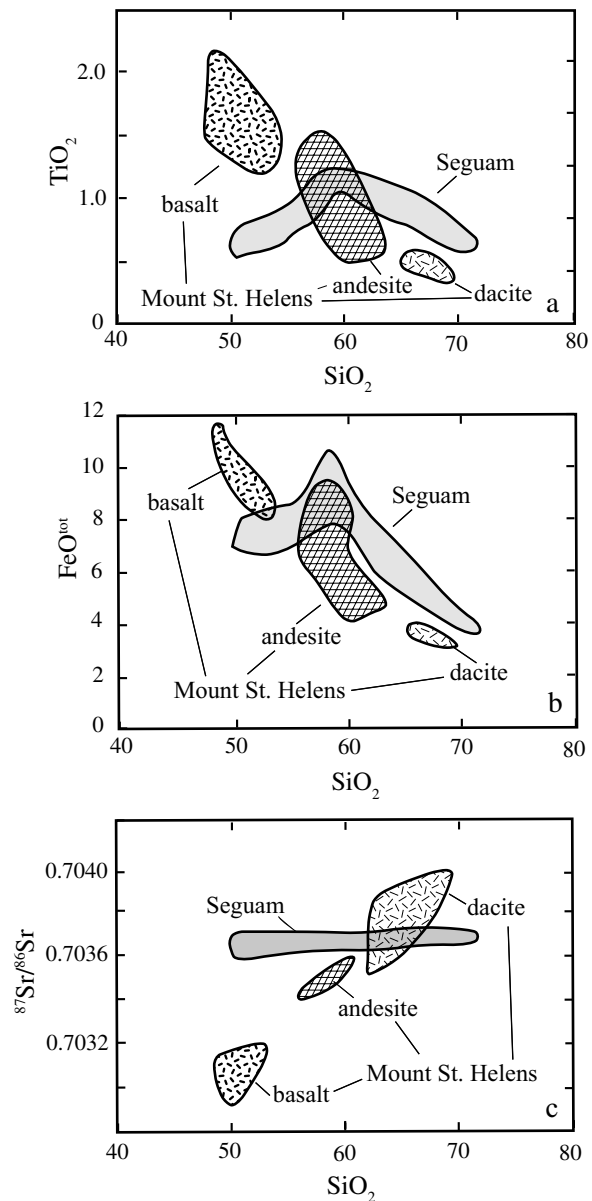 2.0
TiO₂
Seguam
1.0
basalt
andesite
Mount St. Helens
dacite
0
a
40 50 60 70 80
SiO₂
12
10
basalt
Seguam
8
FeOᵗᵒᵗ
6
andesite
4
dacite
Mount St. Helens
2
b
0
40 50 60 70 80
SiO₂
0.7040
Seguam
dacite
0.7036
⁸⁷Sr/⁸⁶Sr
andesite
0.7032
Mount St. Helens
basalt
c
40 50 60 70 80
SiO₂